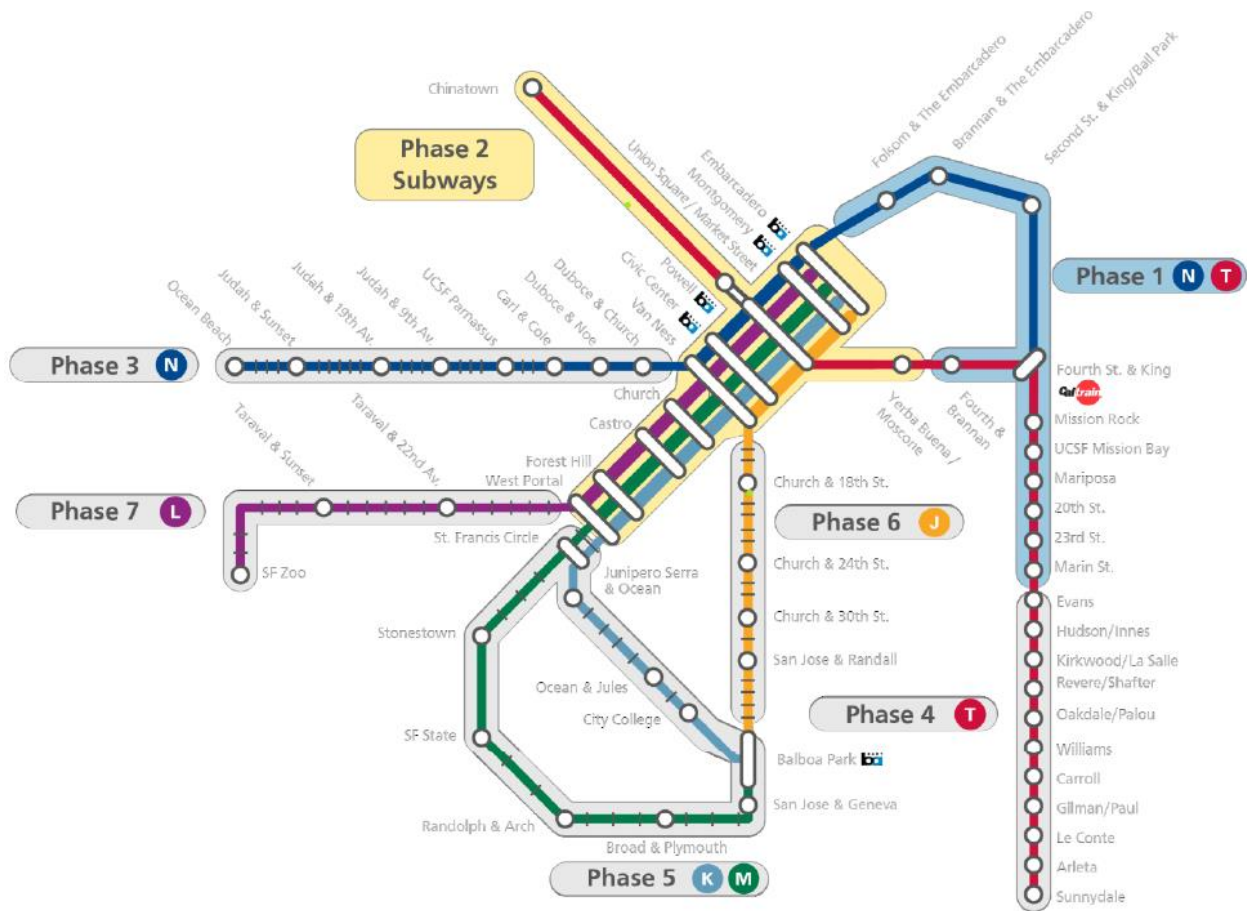 Chinatown
Phase 2
Subways
Folsom & The Embarcadero
Brannan & The Embarcadero
Second St. & King/Ball Park
Embarcadero
Montgomery
Union Square / Market Street
Powell
Civic Center
Van Ness
Phase 1 N T
Ocean Beach
Judah & Sunset
Judah & 19th Av.
Judah & 9th Av.
UCSF Parnassus
Carl & Cole
Duboce & Noe
Duboce & Church
Phase 3 N
Church
Castro
Forest Hill
West Portal
Yerba Buena /
Moscone
Fourth &
Brannan
Fourth St. & King
Caltrain
Mission Rock
UCSF Mission Bay
Mariposa
20th St.
23rd St.
Marin St.
Evans
Hudson/Innes
Kirkwood/La Salle
Revere/Shafter
Oakdale/Palou
Williams
Carroll
Gilman/Paul
Le Conte
Arleta
Sunnydale
Taraval & Sunset
Taraval & 22nd Av.
Phase 7 L
SF Zoo
St. Francis Circle
Junipero Serra
& Ocean
Church & 18th St.
Phase 6 J
Church & 24th St.
Church & 30th St.
San Jose & Randall
Phase 4 T
Stonestown
Ocean & Jules
City College
SF State
Balboa Park ba
San Jose & Geneva
Randolph & Arch
Broad & Plymouth
Phase 5 K M